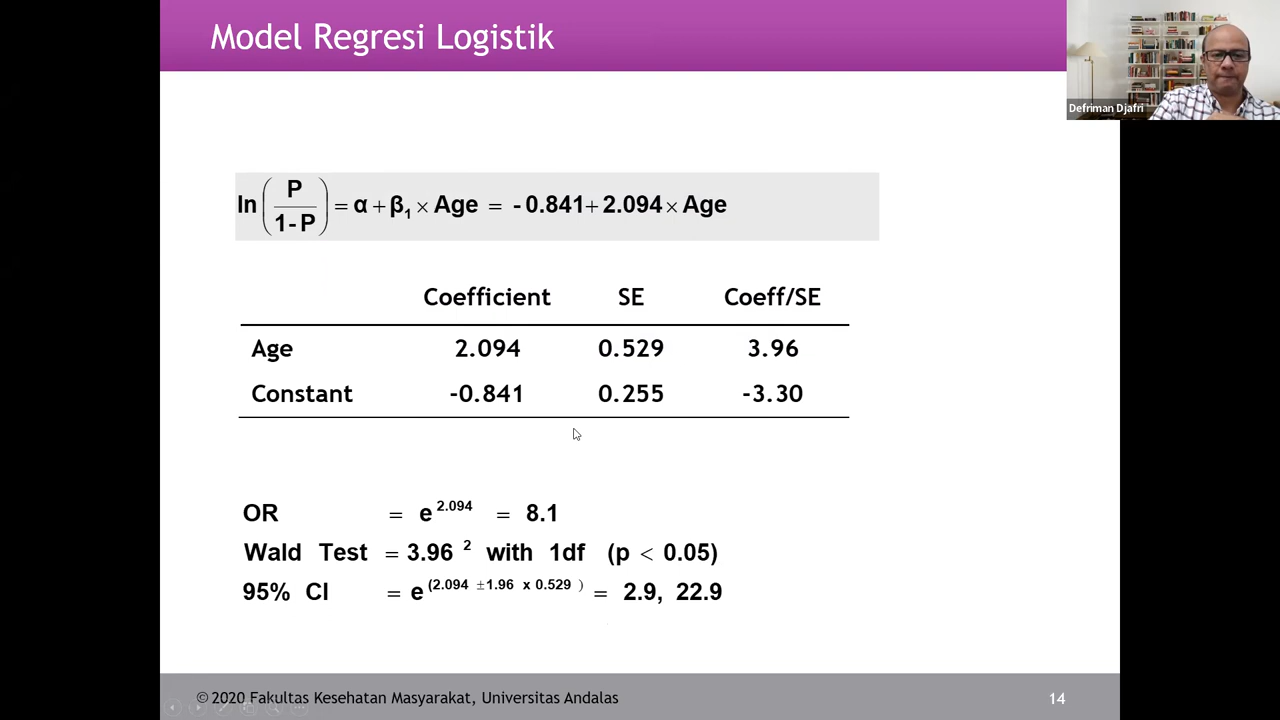 Model Regresi Logistik
Defriman Djafri
ln(P/1-P) = α + β₁ × Age = - 0.841+ 2.094 × Age
Coefficient SE Coeff/SE
Age 2.094 0.529 3.96
Constant -0.841 0.255 -3.30
OR = e^2.094 = 8.1
Wald Test = 3.96 ² with 1df (p < 0.05)
95% CI = e^(2.094 ±1.96 x 0.529 ) = 2.9, 22.9
© 2020 Fakultas Kesehatan Masyarakat, Universitas Andalas 14